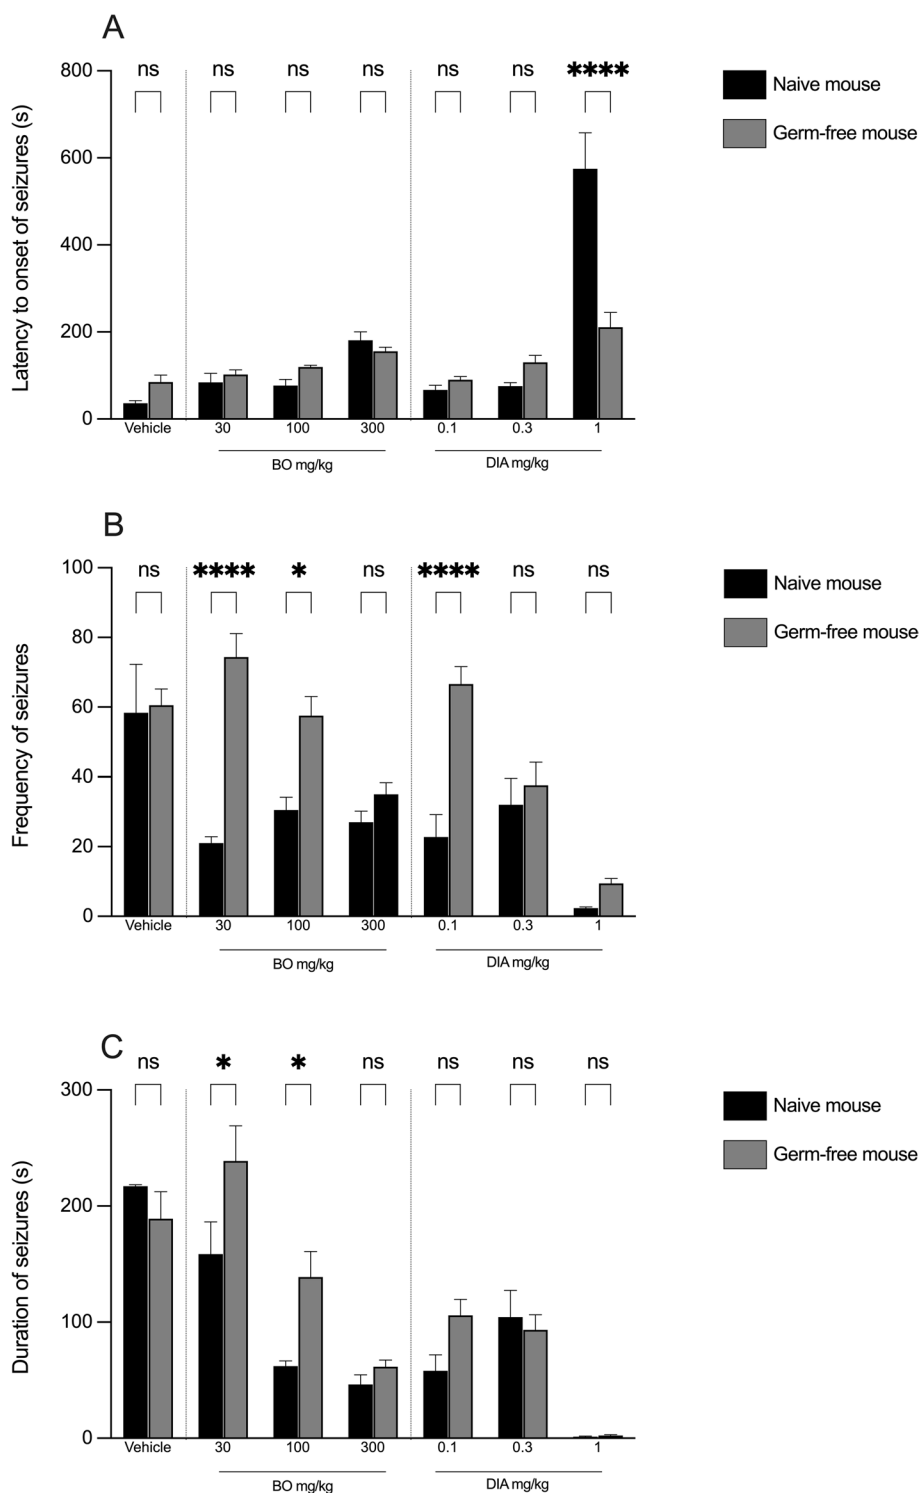 A
ns ns ns ns ns ns ****
800
600
400
200
0
Latency to onset of seizures (s)
Vehicle 30 100 300 0.1 0.3 1
BO mg/kg DIA mg/kg
Naive mouse
Germ-free mouse
B
ns **** * ns **** ns ns
100
80
60
40
20
0
Frequency of seizures
Vehicle 30 100 300 0.1 0.3 1
BO mg/kg DIA mg/kg
Naive mouse
Germ-free mouse
C
ns * * ns ns ns ns
300
200
100
0
Duration of seizures (s)
Vehicle 30 100 300 0.1 0.3 1
BO mg/kg DIA mg/kg
Naive mouse
Germ-free mouse